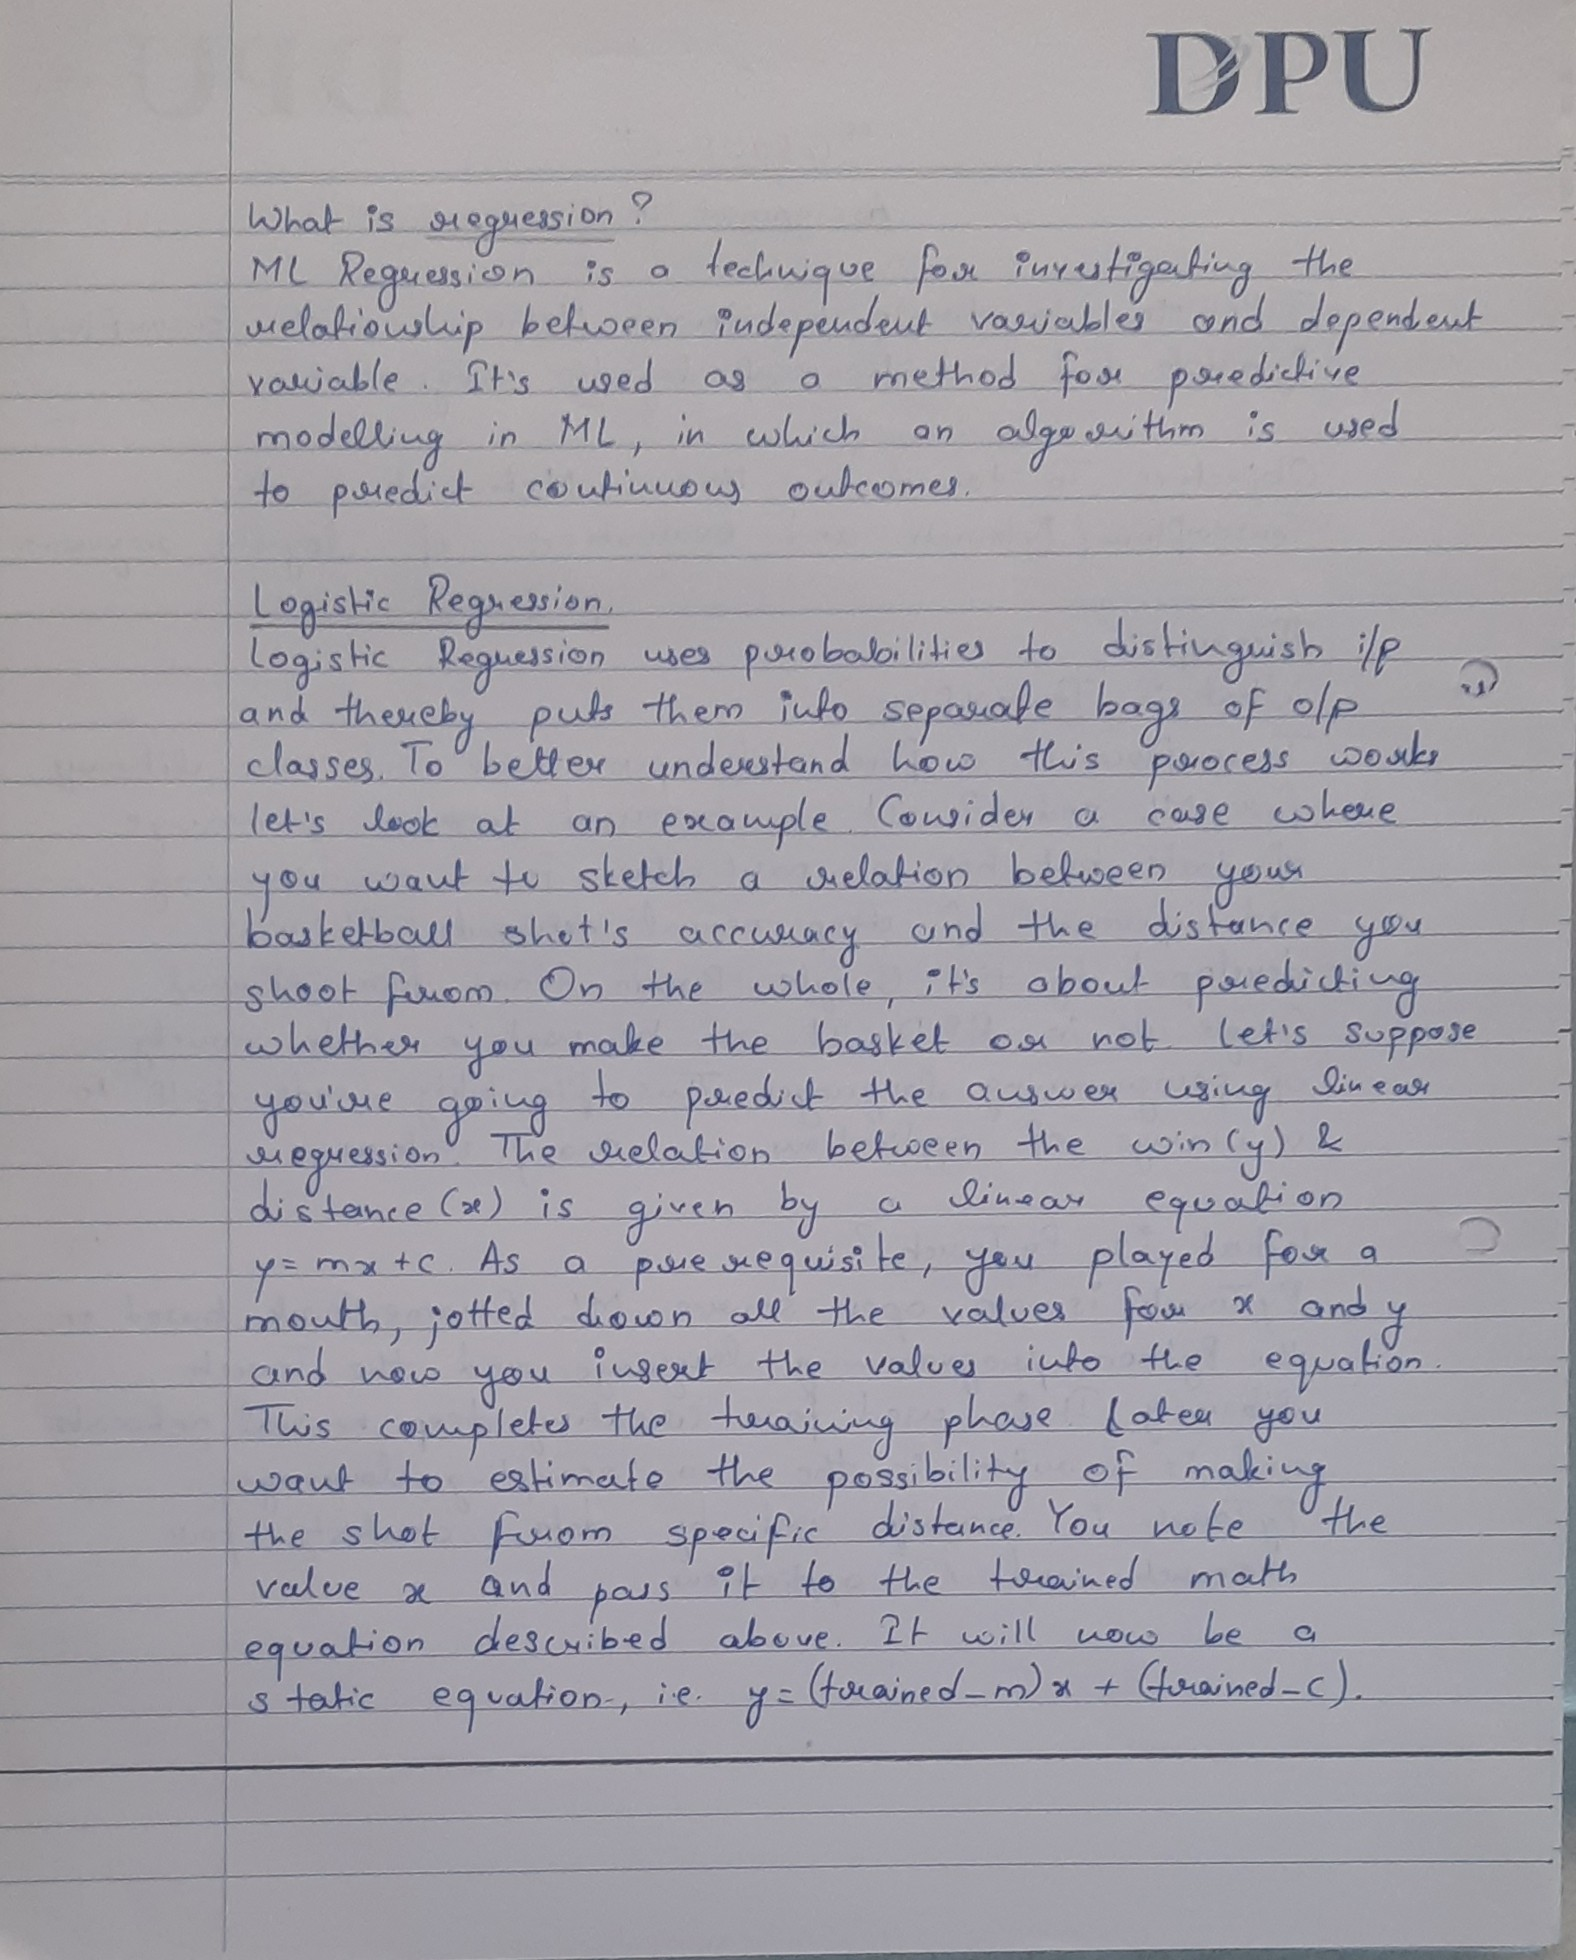 DPU
What is regression?
ML Regression is a technique for investigating the
relationship between independent variables and dependent
variable. It's used as a method for predictive
modelling in ML, in which an algorithm is used
to predict continuous outcomes.
Logistic Regression.
Logistic Regression uses probabilities to distinguish i/p
and thereby puts them into separate bags of o/p
classes. To better understand how this process works
let's look at an example. Consider a case where
you want to sketch a relation between your
basketball shot's accuracy and the distance you
shoot from. On the whole, it's about predicting
whether you make the basket or not. Let's suppose
you're going to predict the answer using linear
regression. The relation between the win (y) &
distance (x) is given by a linear equation
y = mx + c. As a prerequisite, you played for a
month, jotted down all the values for x and y
and now you insert the values into the equation.
This completes the training phase. Later you
want to estimate the possibility of making
the shot from specific distance. You note the
value x and pass it to the trained math
equation described above. It will now be a
static equation, i.e. y = (trained_m) x + (trained_c).